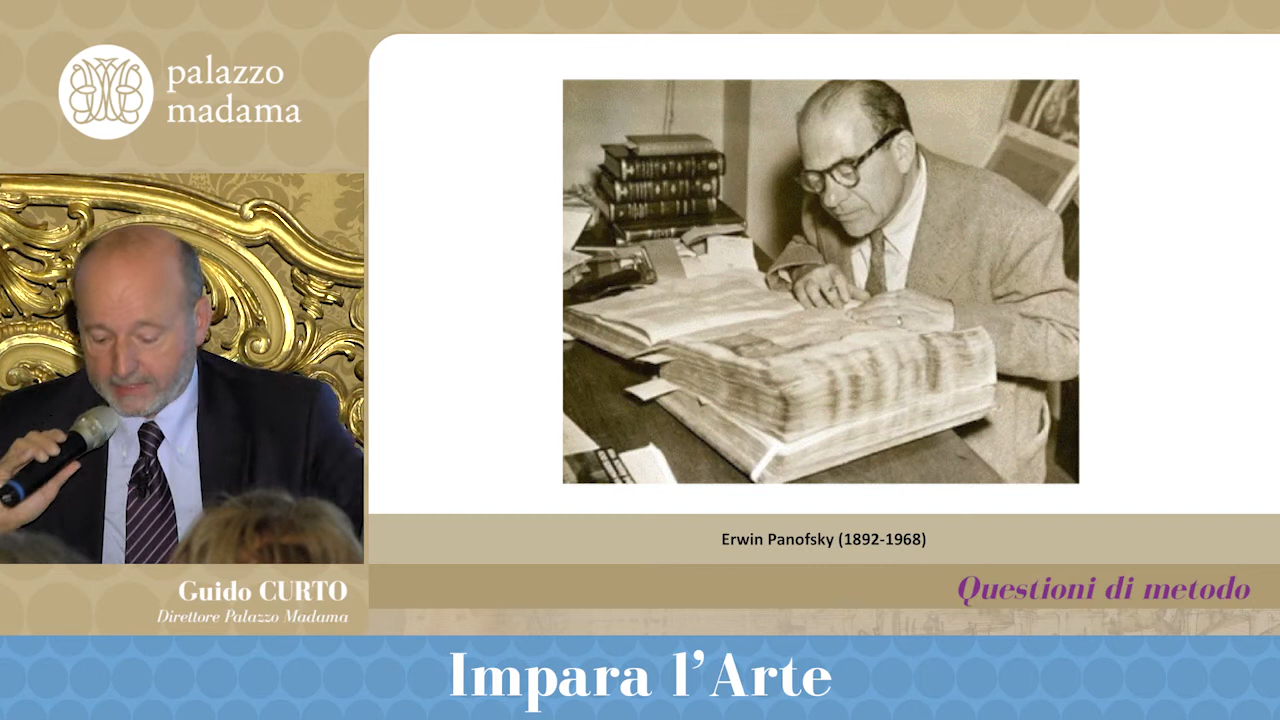 palazzo
madama
Erwin Panofsky (1892-1968)
Guido CURTO
Direttore Palazzo Madama
Questioni di metodo
Impara l’Arte